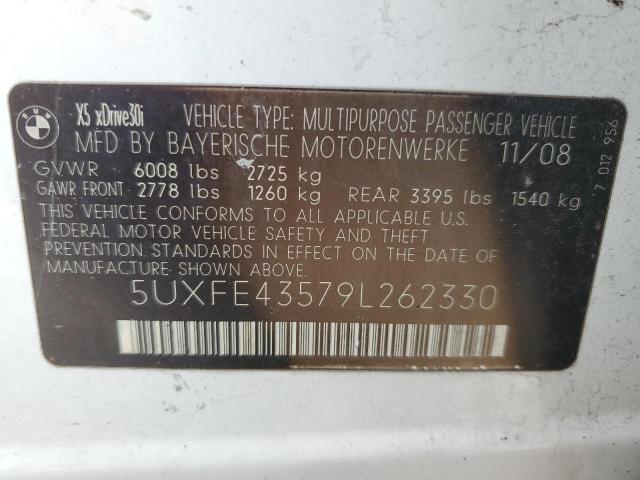 BMW
X5 xDrive30i VEHICLE TYPE: MULTIPURPOSE PASSENGER VEHICLE
MFD BY BAYERISCHE MOTORENWERKE 11/08
GVWR 6008 lbs 2725 kg
GAWR FRONT 2778 lbs 1260 kg REAR 3395 lbs 1540 kg
THIS VEHICLE CONFORMS TO ALL APPLICABLE U.S.
FEDERAL MOTOR VEHICLE SAFETY AND THEFT
PREVENTION STANDARDS IN EFFECT ON THE DATE OF
MANUFACTURE SHOWN ABOVE.
5UXFE43579L262330
7 012 956